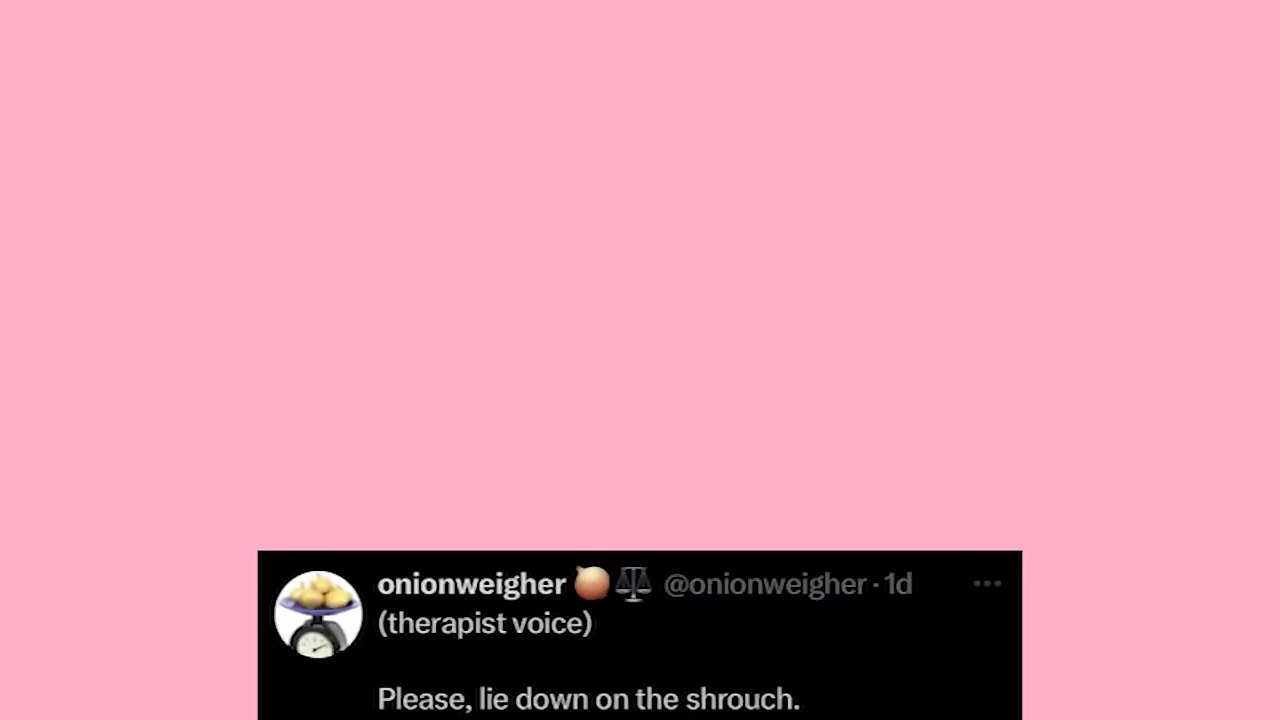 onionweigher 🧅⚖️ @onionweigher · 1d
(therapist voice)
Please, lie down on the shrouch.